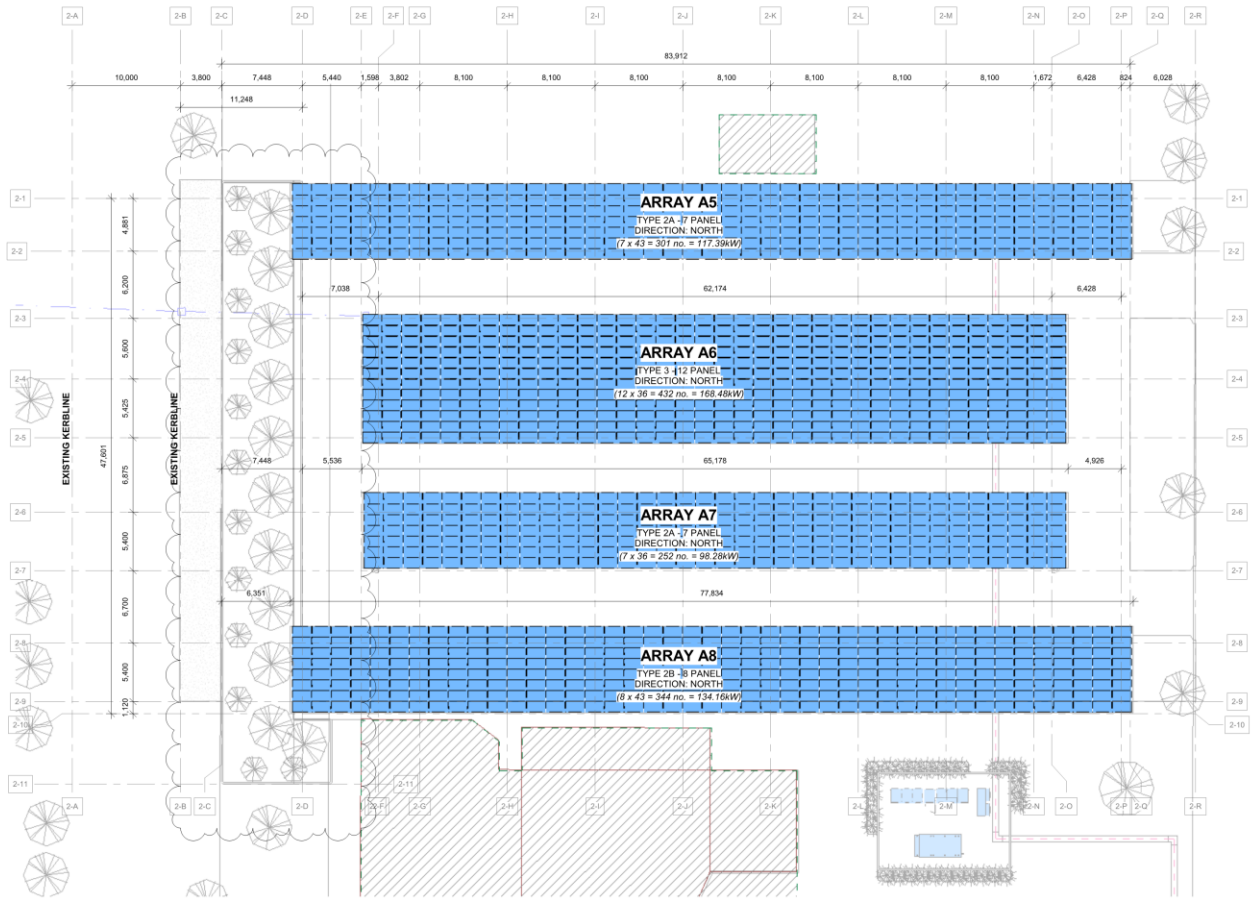 2-A 2-B 2-C 2-D 2-E 2-F 2-G 2-H 2-I 2-J 2-K 2-L 2-M 2-N 2-O 2-P 2-Q 2-R
83,912
10,000 3,800 7,448 5,440 1,598 3,802 8,100 8,100 8,100 8,100 8,100 8,100 8,100 1,672 6,428 824 6,028
11,248
2-1 2-1
ARRAY A5
TYPE 2A - 7 PANEL
DIRECTION: NORTH
(7 x 43 = 301 no. = 117.39kW)
4,881
2-2 2-2
6,200
7,038 62,174 6,428
2-3 2-3
5,600
ARRAY A6
TYPE 3 - 12 PANEL
DIRECTION: NORTH
(12 x 36 = 432 no. = 168.48kW)
2-4 2-4
5,425
EXISTING KERBLINE
EXISTING KERBLINE
47,601
2-5 2-5
7,448 5,536 65,178 4,926
6,875
2-6 2-6
ARRAY A7
TYPE 2A - 7 PANEL
DIRECTION: NORTH
(7 x 36 = 252 no. = 98.28kW)
5,400
2-7 2-7
6,351 77,834
6,700
2-8 2-8
ARRAY A8
TYPE 2B - 8 PANEL
DIRECTION: NORTH
(8 x 43 = 344 no. = 134.16kW)
5,400
2-9 2-9
1,120
2-10 2-10
2-11 2-11
2-A 2-B 2-C 2-D 2-F 2-G 2-H 2-I 2-J 2-K 2-L 2-M 2-N 2-O 2-P 2-Q 2-R